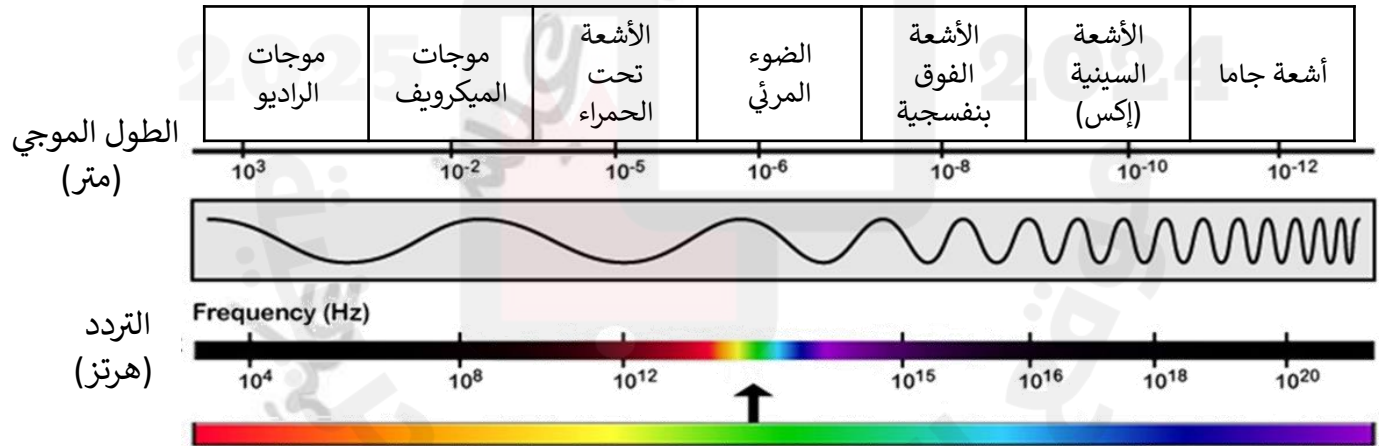 موجات
الراديو
موجات
الميكرويف
الأشعة
تحت
الحمراء
الضوء
المرئي
الأشعة
الفوق
بنفسجية
الأشعة
السينية
(إكس)
أشعة جاما
الطول الموجي
(متر)
10³ 10⁻² 10⁻⁵ 10⁻⁶ 10⁻⁸ 10⁻¹⁰ 10⁻¹²
Frequency (Hz)
التردد
(هرتز)
10⁴ 10⁸ 10¹² 10¹⁵ 10¹⁶ 10¹⁸ 10²⁰
2025
2024